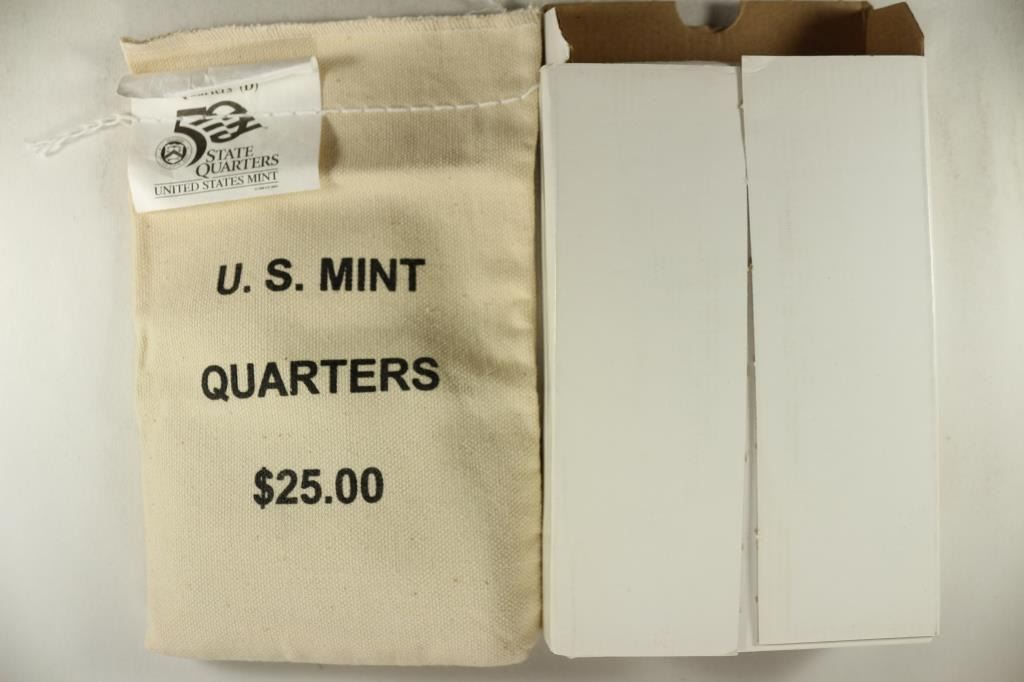 (D)
50
STATE
QUARTERS
UNITED STATES MINT
U. S. MINT
QUARTERS
$25.00